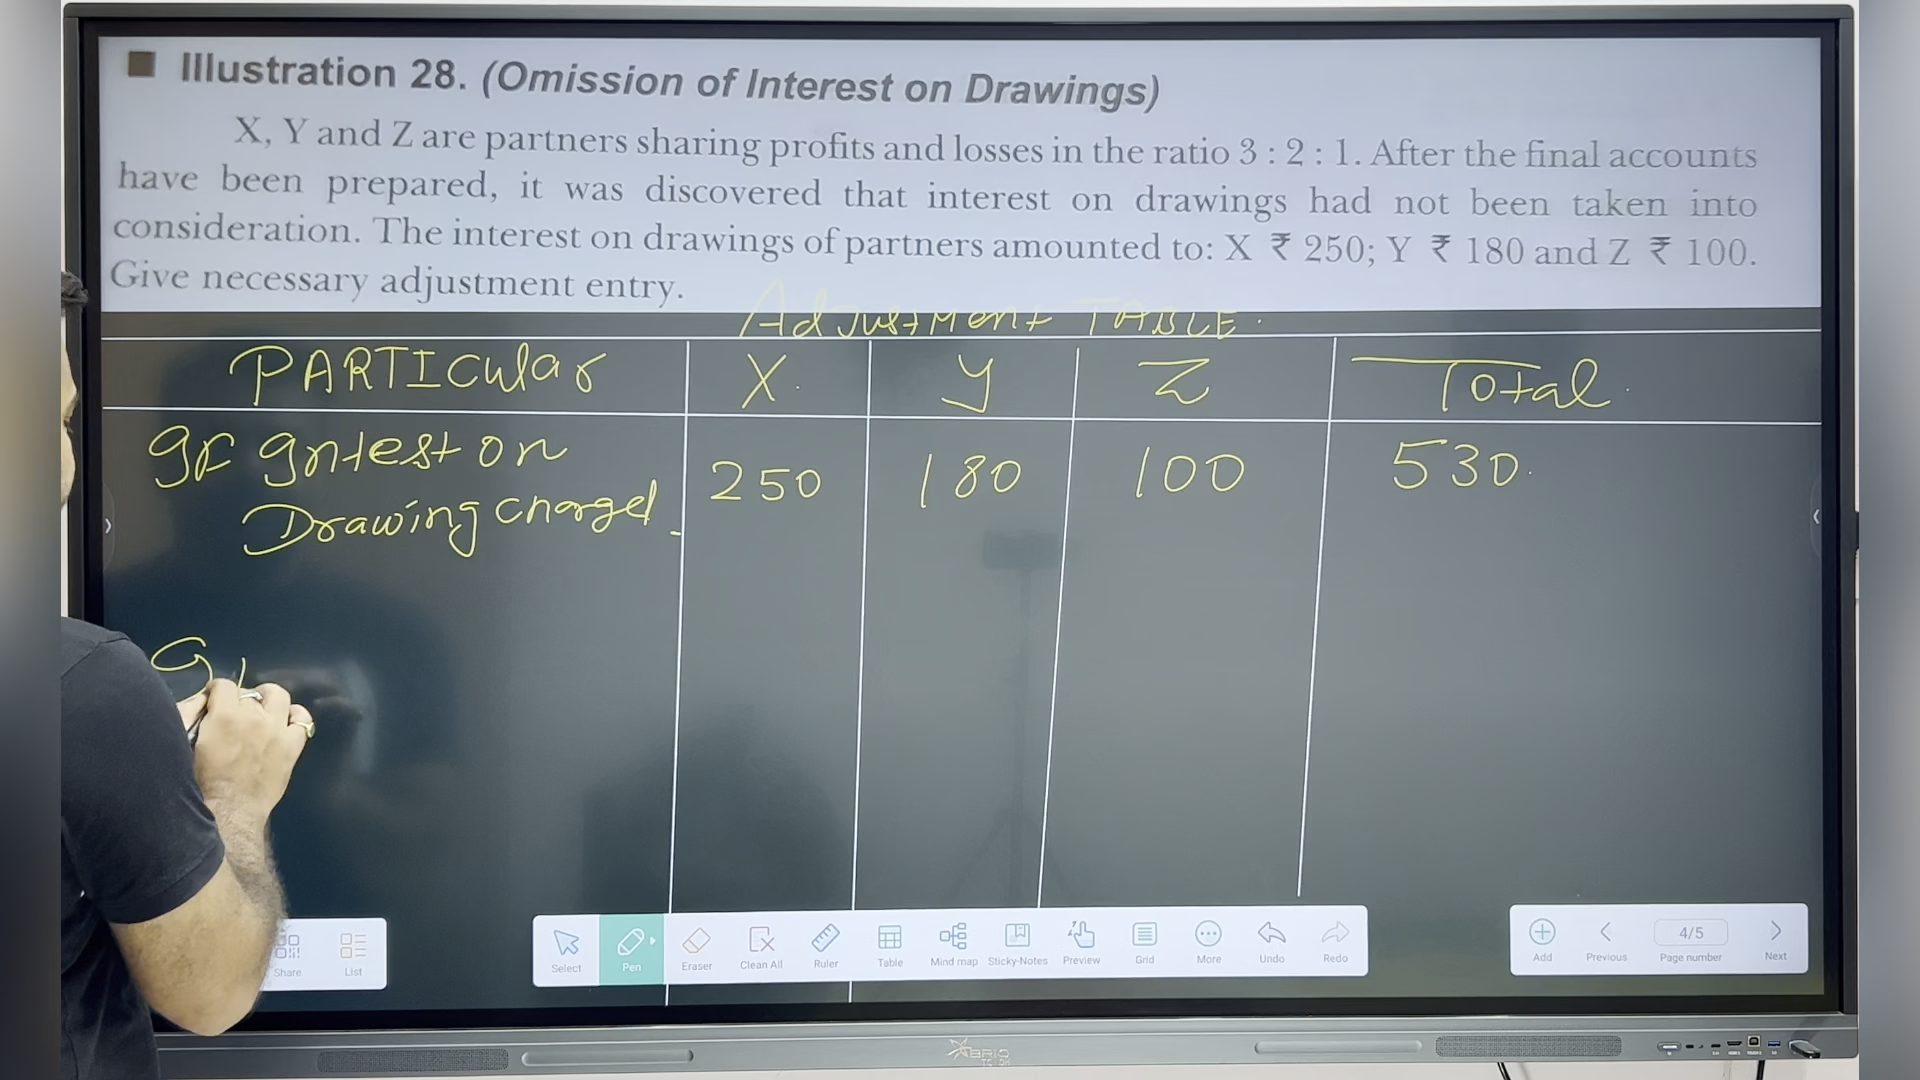 ■ Illustration 28. (Omission of Interest on Drawings)
X, Y and Z are partners sharing profits and losses in the ratio 3 : 2 : 1. After the final accounts
have been prepared, it was discovered that interest on drawings had not been taken into
consideration. The interest on drawings of partners amounted to: X ₹ 250; Y ₹ 180 and Z ₹ 100.
Give necessary adjustment entry.
Adjustment TABLE.
PARTICular X Y Z Total
If Intest on
Drawing charged 250 180 100 530
Share List
Select Pen Eraser Clean All Ruler Table Mind map Sticky-Notes Preview Grid More Undo Redo
Add Previous 4/5 Page number Next